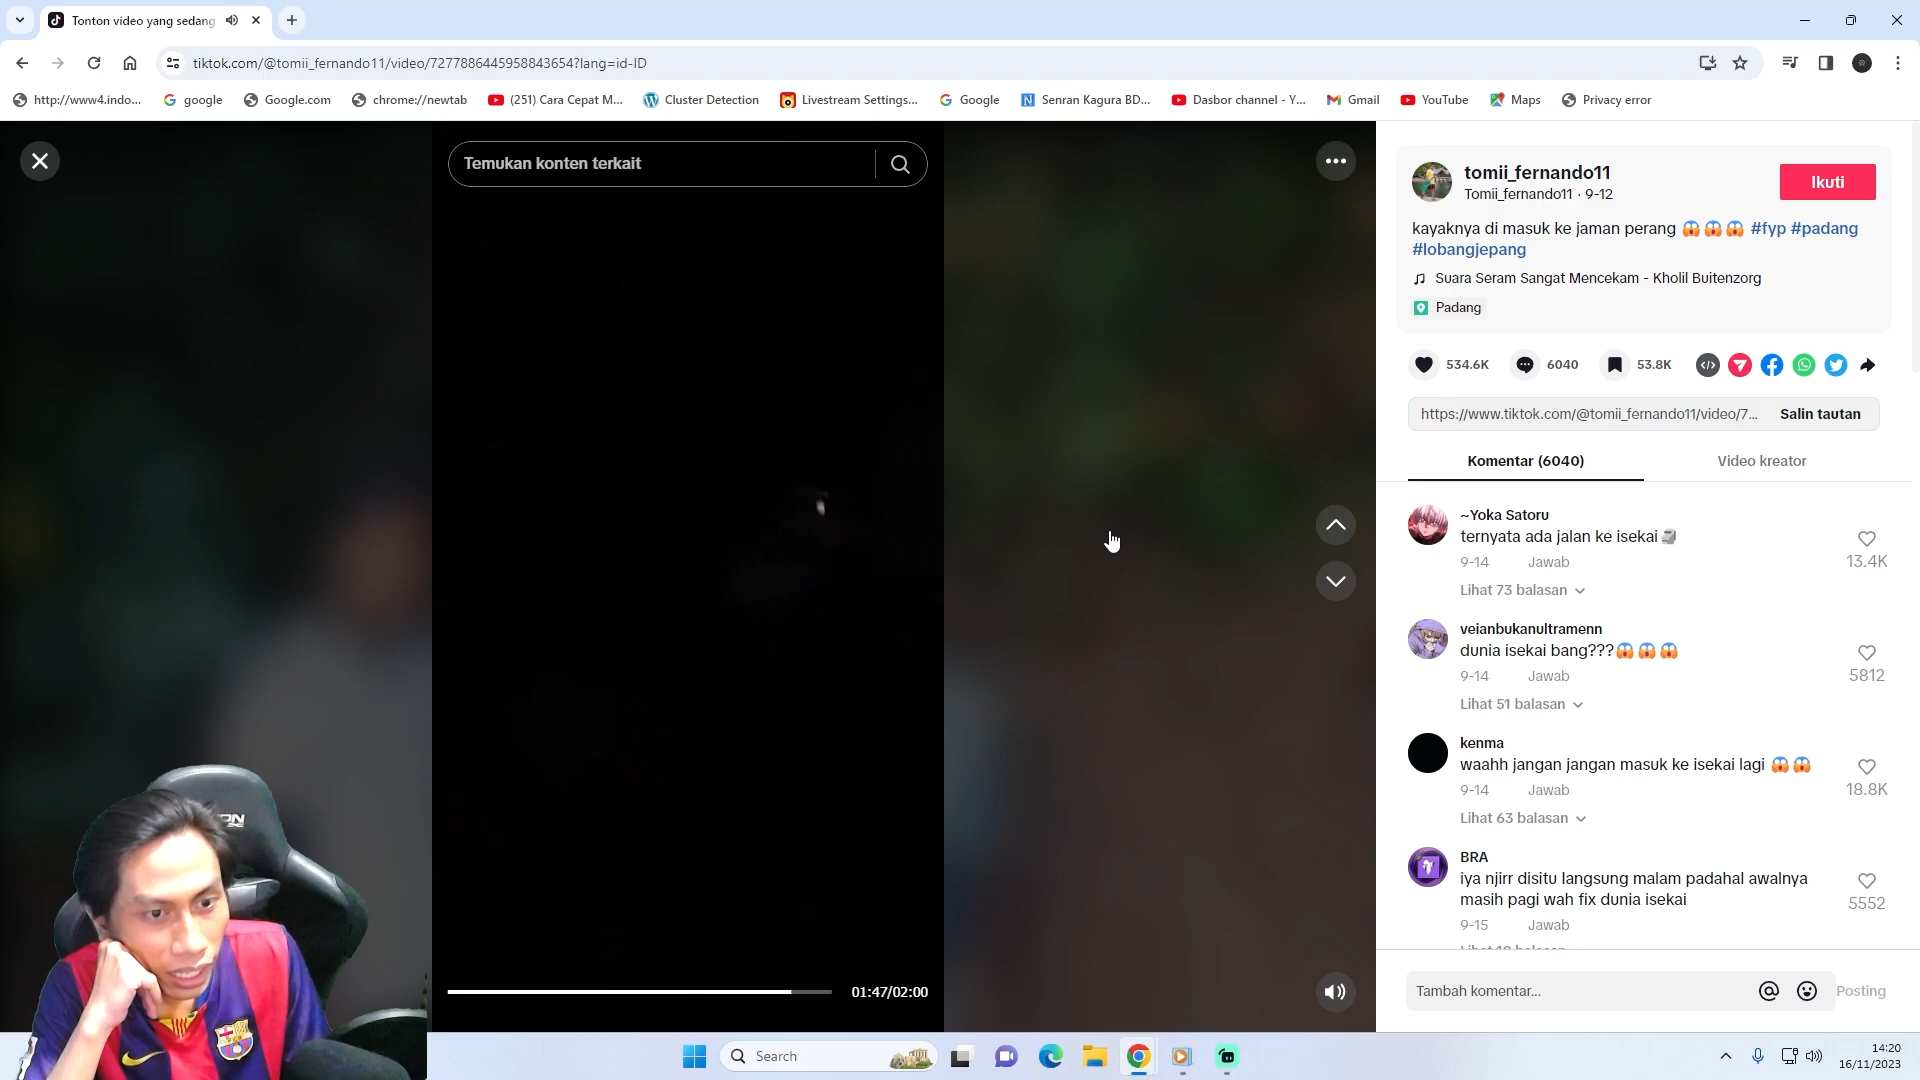 Tonton video yang sedang
tiktok.com/@tomii_fernando11/video/7277886445958843654?lang=id-ID
http://www4.indo...
google
Google.com
chrome://newtab
(251) Cara Cepat M...
Cluster Detection
Livestream Settings...
Google
Senran Kagura BD...
Dasbor channel - Y...
Gmail
YouTube
Maps
Privacy error
Temukan konten terkait
01:47/02:00
tomii_fernando11
Tomii_fernando11 · 9-12
Ikuti
kayaknya di masuk ke jaman perang 😱😱😱 #fyp #padang
#lobangjepang
Suara Seram Sangat Mencekam - Kholil Buitenzorg
Padang
534.6K
6040
53.8K
https://www.tiktok.com/@tomii_fernando11/video/7...
Salin tautan
Komentar (6040)
Video kreator
~Yoka Satoru
ternyata ada jalan ke isekai🗿
9-14 Jawab
13.4K
Lihat 73 balasan
veianbukanultramenn
dunia isekai bang???😱😱😱
9-14 Jawab
5812
Lihat 51 balasan
kenma
waahh jangan jangan masuk ke isekai lagi 😱😱
9-14 Jawab
18.8K
Lihat 63 balasan
BRA
iya njirr disitu langsung malam padahal awalnya
masih pagi wah fix dunia isekai
9-15 Jawab
5552
Tambah komentar...
Posting
Search
14:20
16/11/2023